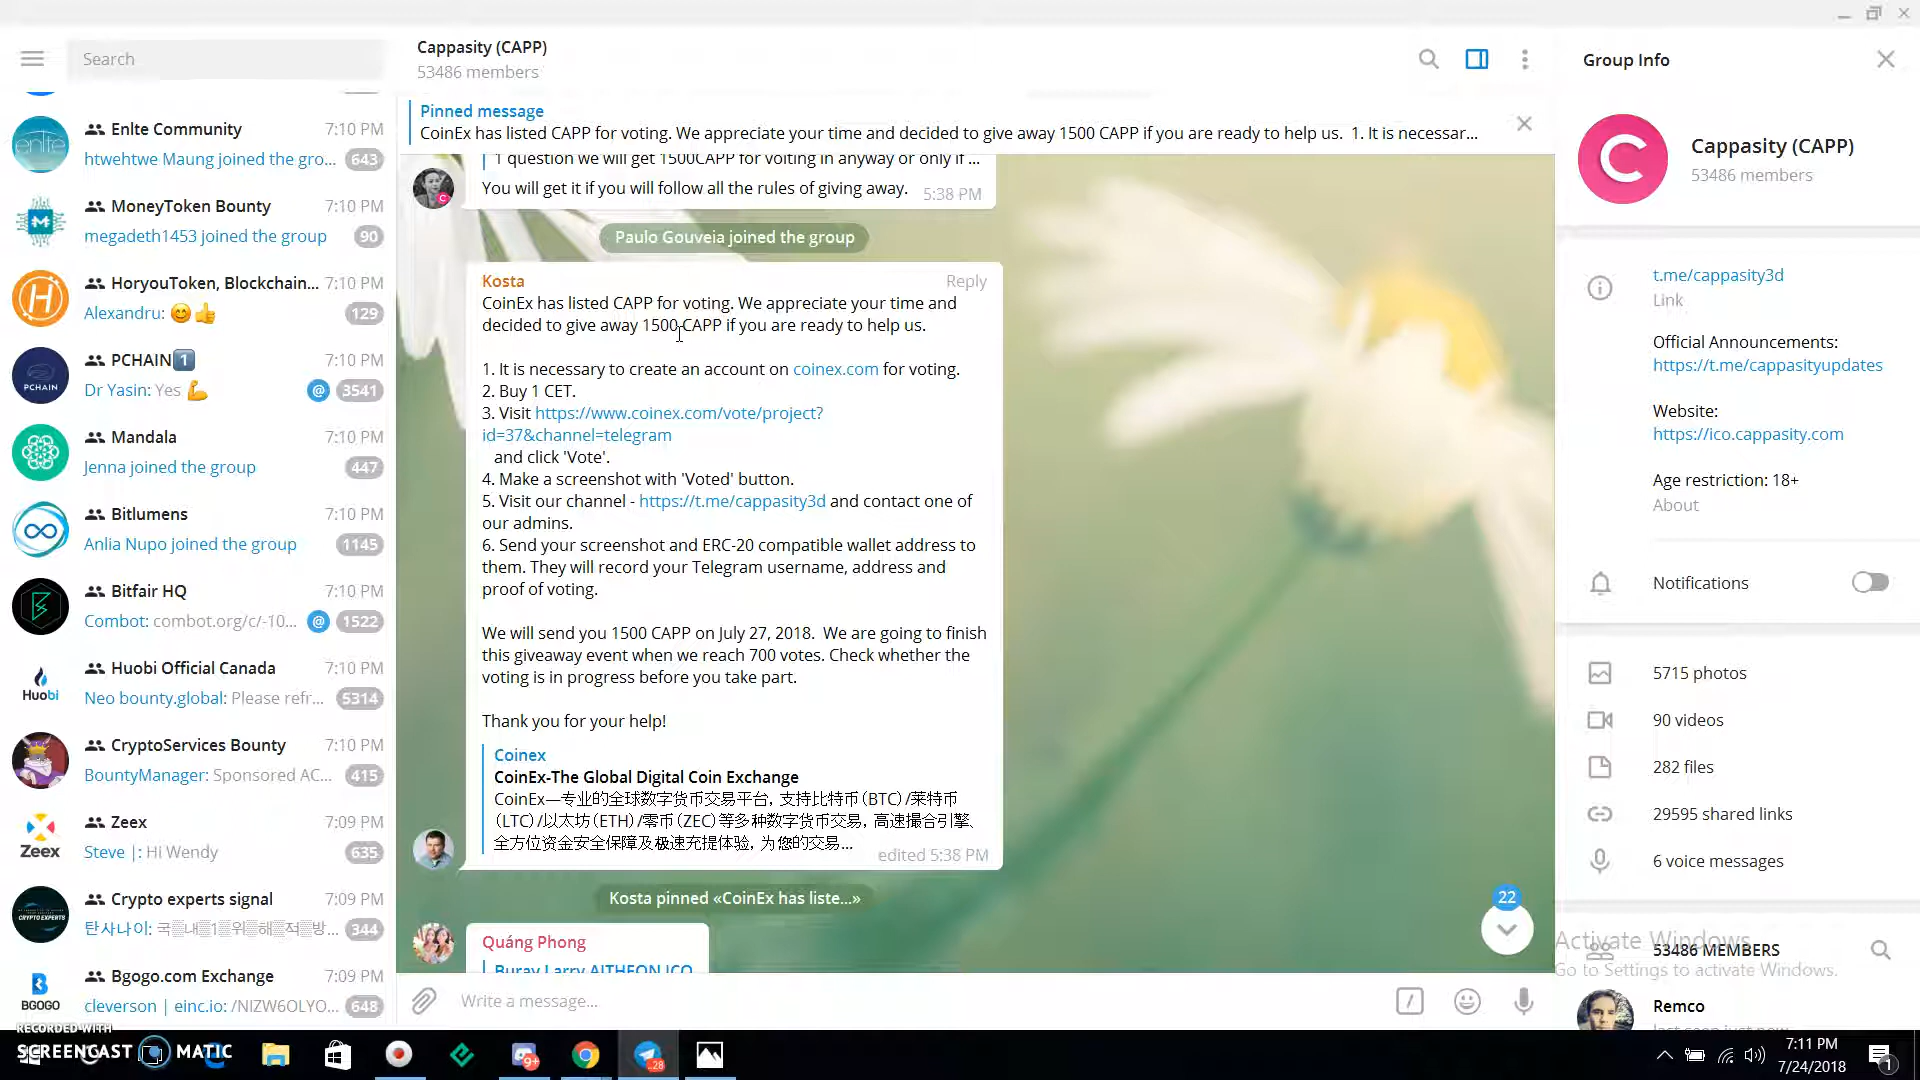 Search
Enlte Community 7:10 PM
htwehtwe Maung joined the gro... 643
MoneyToken Bounty 7:10 PM
megadeth1453 joined the group 90
HoryouToken, Blockchain... 7:10 PM
Alexandru: 😊👍 129
PCHAIN1️⃣ 7:10 PM
Dr Yasin: Yes 💪 @ 3541
Mandala 7:10 PM
Jenna joined the group 447
Bitlumens 7:10 PM
Anlia Nupo joined the group 1145
Bitfair HQ 7:10 PM
Combot: combot.org/c/-10... @ 1522
Huobi Official Canada 7:10 PM
Neo bounty.global: Please refr... 5314
CryptoServices Bounty 7:10 PM
BountyManager: Sponsored AC... 415
Zeex 7:09 PM
Steve |: Hi Wendy 635
Crypto experts signal 7:09 PM
탄사나이: 국▒내▒1▒위▒해▒적▒방... 344
Bgogo.com Exchange 7:09 PM
cleverson | einc.io: /NIZW6OLYO... 648
enlte
PCHAIN
Huobi
Zeex
CRYPTO EXPERTS
BGOGO
Cappasity (CAPP)
53486 members
Pinned message
CoinEx has listed CAPP for voting. We appreciate your time and decided to give away 1500 CAPP if you are ready to help us. 1. It is necessar...
1 question we will get 1500CAPP for voiting in anyway or only if ...
You will get it if you will follow all the rules of giving away. 5:38 PM
Paulo Gouveia joined the group
Kosta Reply
CoinEx has listed CAPP for voting. We appreciate your time and
decided to give away 1500 CAPP if you are ready to help us.
1. It is necessary to create an account on coinex.com for voting.
2. Buy 1 CET.
3. Visit https://www.coinex.com/vote/project?
id=37&channel=telegram
and click 'Vote'.
4. Make a screenshot with 'Voted' button.
5. Visit our channel - https://t.me/cappasity3d and contact one of
our admins.
6. Send your screenshot and ERC-20 compatible wallet address to
them. They will record your Telegram username, address and
proof of voting.
We will send you 1500 CAPP on July 27, 2018. We are going to finish
this giveaway event when we reach 700 votes. Check whether the
voting is in progress before you take part.
Thank you for your help!
Coinex
CoinEx-The Global Digital Coin Exchange
CoinEx—专业的全球数字货币交易平台，支持比特币（BTC）/莱特币
（LTC）/以太坊（ETH）/零币（ZEC）等多种数字货币交易，高速撮合引擎、
全方位资金安全保障及极速充提体验，为您的交易...
edited 5:38 PM
Kosta pinned «CoinEx has liste...»
22
Quáng Phong
Buray Larry AITHEON ICO
Write a message...
Group Info
Cappasity (CAPP)
53486 members
t.me/cappasity3d
Link
Official Announcements:
https://t.me/cappasityupdates
Website:
https://ico.cappasity.com
Age restriction: 18+
About
Notifications
5715 photos
90 videos
282 files
29595 shared links
6 voice messages
53486 MEMBERS
Activate Windows
Go to Settings to activate Windows.
Remco
last seen just now
RECORDED WITH
SCREENCAST MATIC
9+
28
7:11 PM
7/24/2018
1